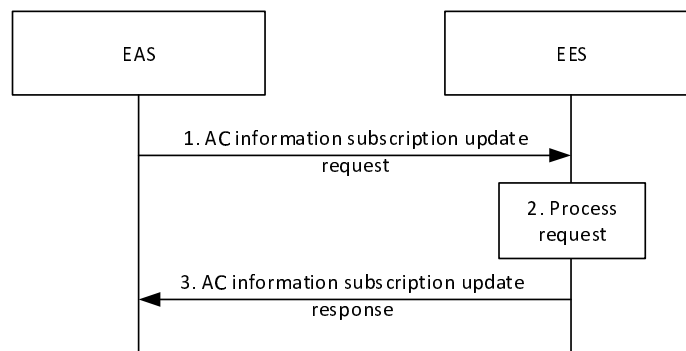 EAS
EES
1. AC information subscription update
request
2. Process
request
3. AC information subscription update
response